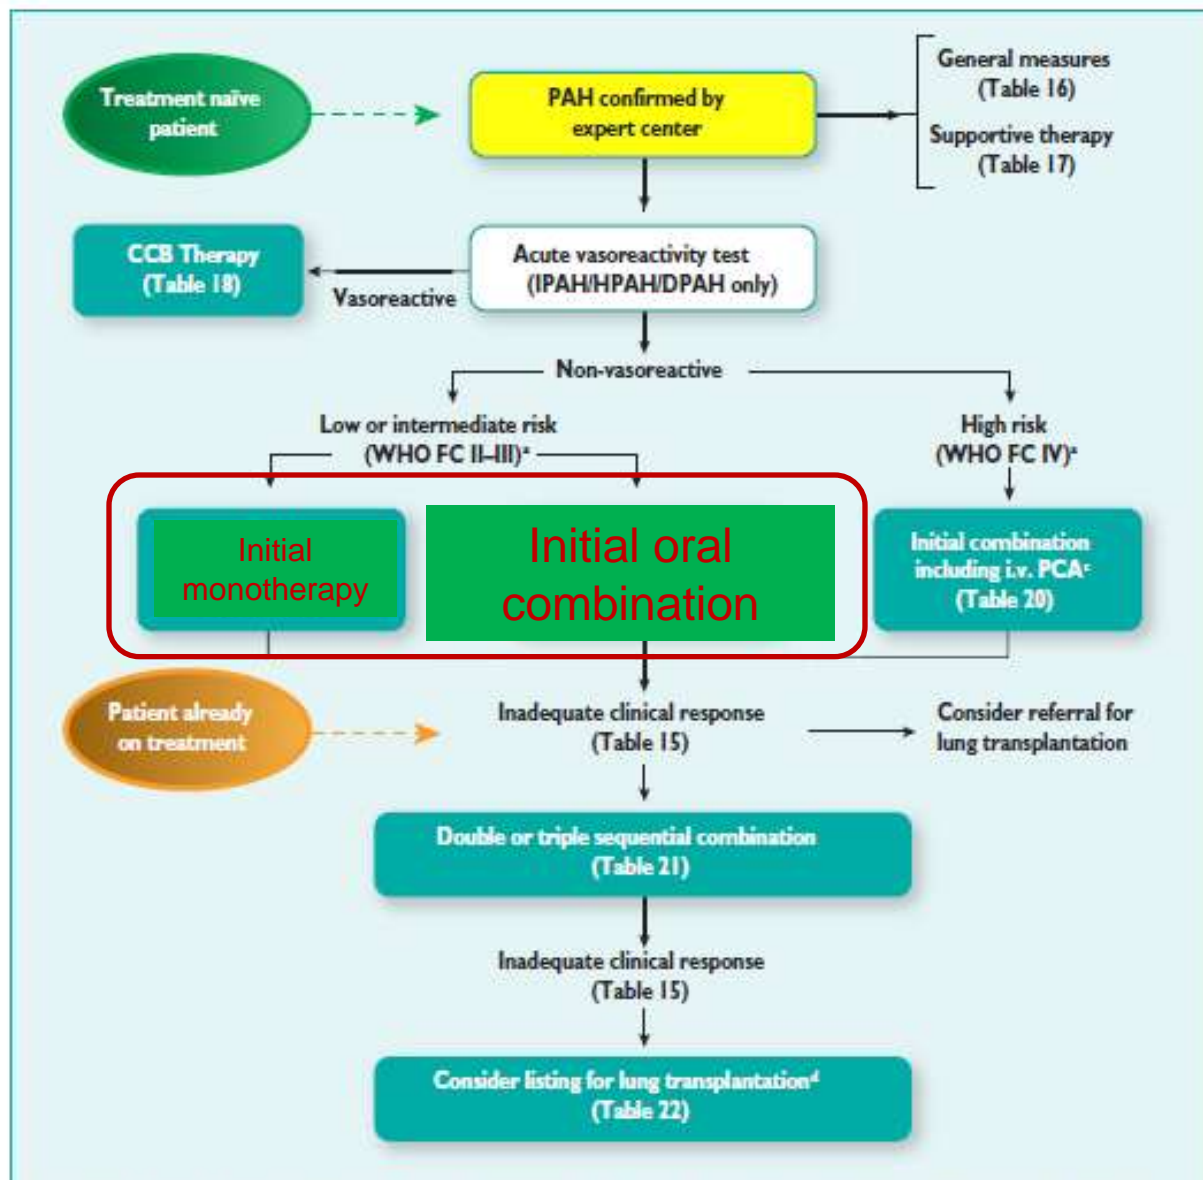 Treatment naïve
patient
PAH confirmed by
expert center
General measures
(Table 16)
Supportive therapy
(Table 17)
CCB Therapy
(Table 18)
Vasoreactive
Acute vasoreactivity test
(IPAH/HPAH/DPAH only)
Non-vasoreactive
Low or intermediate risk
(WHO FC II–III)ᵃ
High risk
(WHO FC IV)ᵃ
Initial
monotherapy
Initial oral
combination
Initial combination
including i.v. PCAᶜ
(Table 20)
Patient already
on treatment
Inadequate clinical response
(Table 15)
Consider referral for
lung transplantation
Double or triple sequential combination
(Table 21)
Inadequate clinical response
(Table 15)
Consider listing for lung transplantationᵈ
(Table 22)